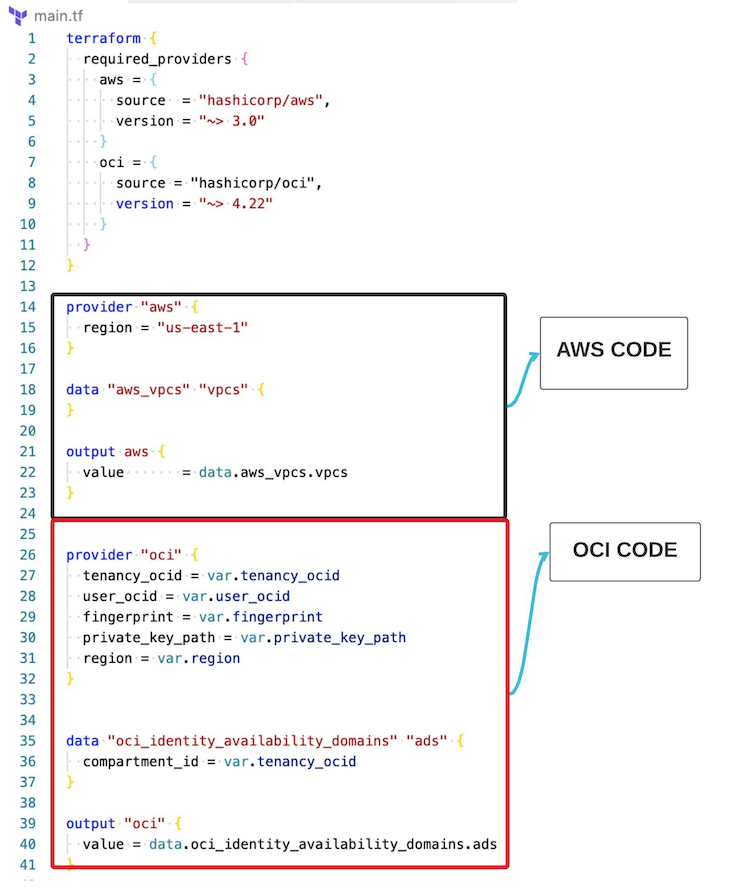 main.tf
1 terraform {
2 required_providers {
3 aws = {
4 source = "hashicorp/aws",
5 version = "~> 3.0"
6 }
7 oci = {
8 source = "hashicorp/oci",
9 version = "~> 4.22"
10 }
11 }
12 }
13
14 provider "aws" {
15 region = "us-east-1"
16 }
17
18 data "aws_vpcs" "vpcs" {
19 }
20
21 output aws {
22 value = data.aws_vpcs.vpcs
23 }
24
AWS CODE
25
26 provider "oci" {
27 tenancy_ocid = var.tenancy_ocid
28 user_ocid = var.user_ocid
29 fingerprint = var.fingerprint
30 private_key_path = var.private_key_path
31 region = var.region
32 }
33
34
35 data "oci_identity_availability_domains" "ads" {
36 compartment_id = var.tenancy_ocid
37 }
38
39 output "oci" {
40 value = data.oci_identity_availability_domains.ads
41 }
OCI CODE